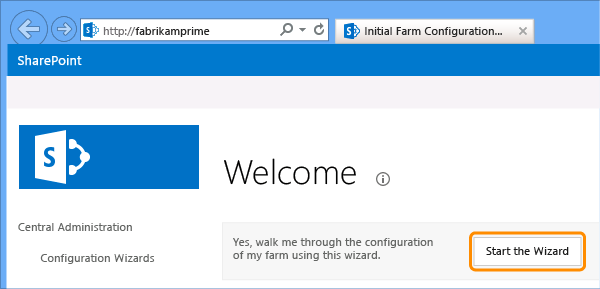 http://fabrikamprime
Initial Farm Configuration...
SharePoint
S
Welcome
Central Administration
Configuration Wizards
Yes, walk me through the configuration
of my farm using this wizard.
Start the Wizard